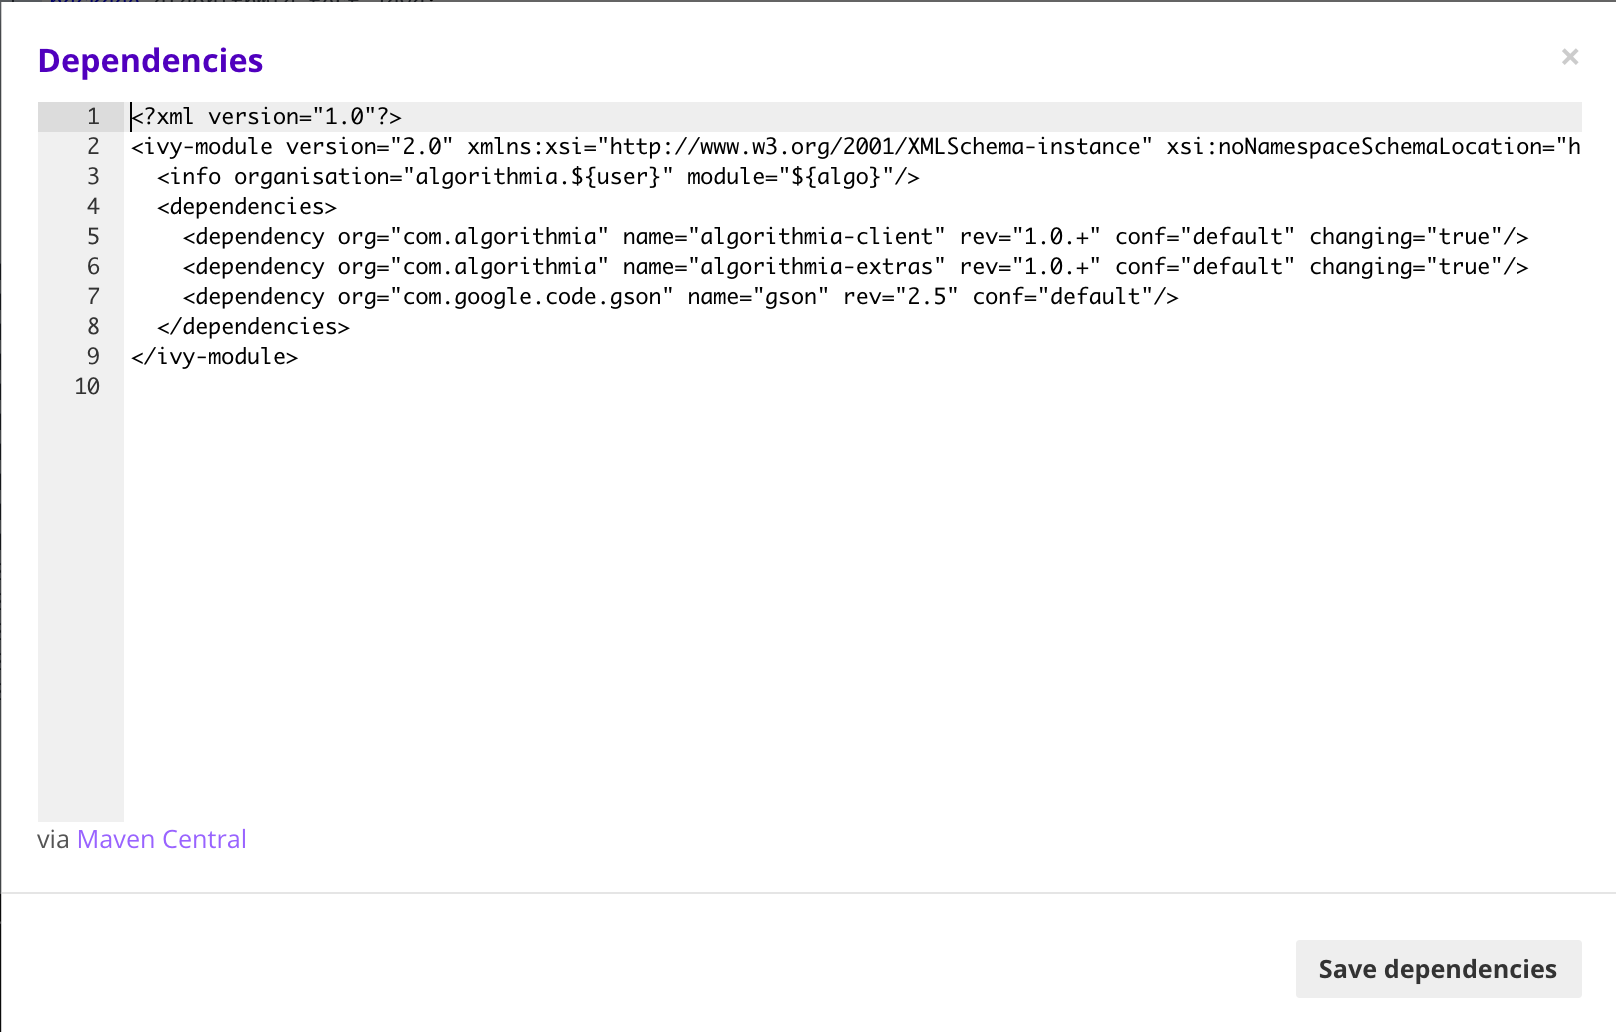 Dependencies
×
1 <?xml version="1.0"?>
2 <ivy-module version="2.0" xmlns:xsi="http://www.w3.org/2001/XMLSchema-instance" xsi:noNamespaceSchemaLocation="h
3   <info organisation="algorithmia.${user}" module="${algo}"/>
4   <dependencies>
5     <dependency org="com.algorithmia" name="algorithmia-client" rev="1.0.+" conf="default" changing="true"/>
6     <dependency org="com.algorithmia" name="algorithmia-extras" rev="1.0.+" conf="default" changing="true"/>
7     <dependency org="com.google.code.gson" name="gson" rev="2.5" conf="default"/>
8   </dependencies>
9 </ivy-module>
10
via Maven Central
Save dependencies